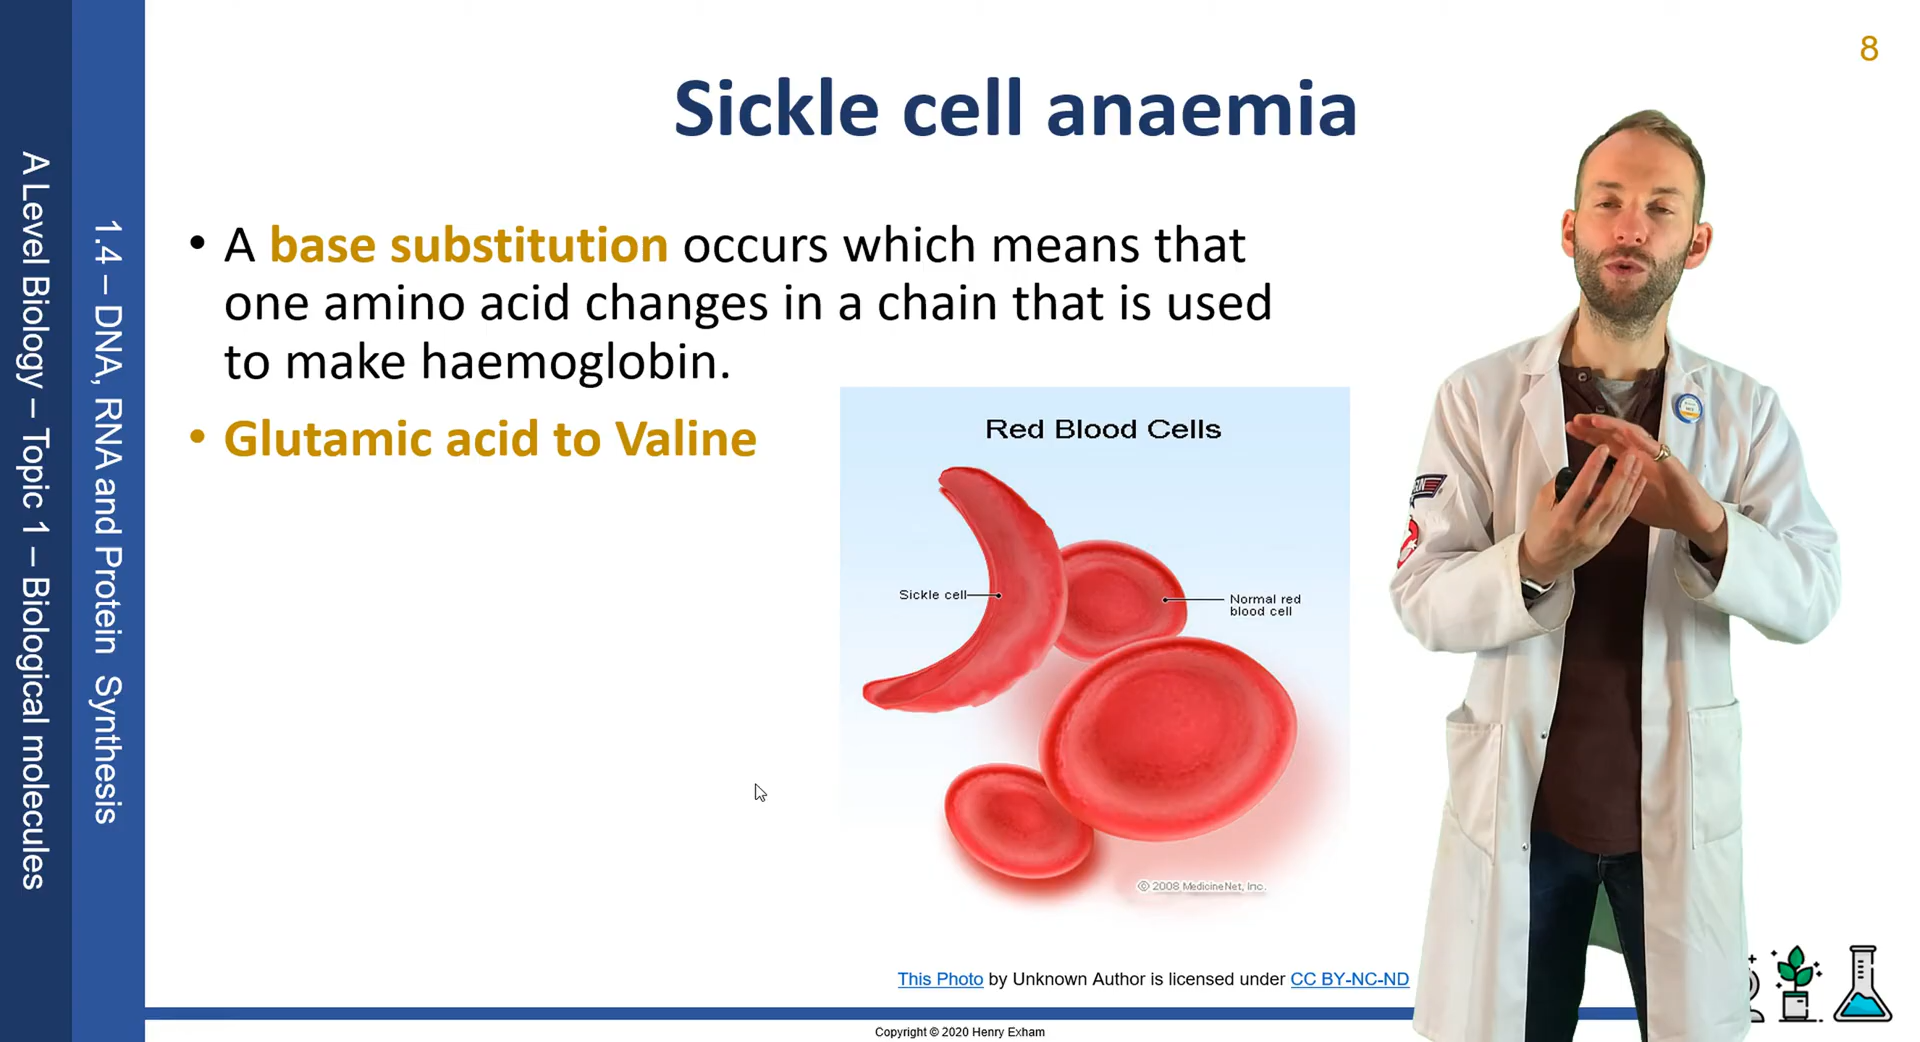 8
Sickle cell anaemia
A Level Biology – Topic 1 – Biological molecules
1.4 – DNA, RNA and Protein Synthesis
• A base substitution occurs which means that
one amino acid changes in a chain that is used
to make haemoglobin.
• Glutamic acid to Valine
Red Blood Cells
Sickle cell
Normal red
blood cell
© 2008 MedicineNet, Inc.
This Photo by Unknown Author is licensed under CC BY-NC-ND
Copyright © 2020 Henry Exham